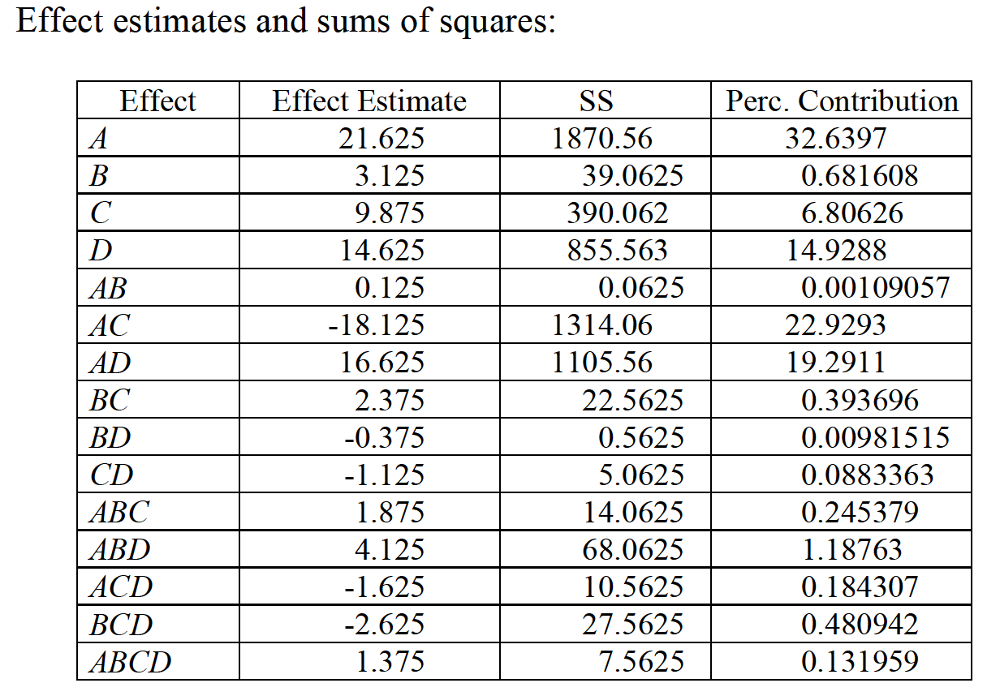 Effect estimates and sums of squares:
Effect Effect Estimate SS Perc. Contribution
A 21.625 1870.56 32.6397
B 3.125 39.0625 0.681608
C 9.875 390.062 6.80626
D 14.625 855.563 14.9288
AB 0.125 0.0625 0.00109057
AC -18.125 1314.06 22.9293
AD 16.625 1105.56 19.2911
BC 2.375 22.5625 0.393696
BD -0.375 0.5625 0.00981515
CD -1.125 5.0625 0.0883363
ABC 1.875 14.0625 0.245379
ABD 4.125 68.0625 1.18763
ACD -1.625 10.5625 0.184307
BCD -2.625 27.5625 0.480942
ABCD 1.375 7.5625 0.131959